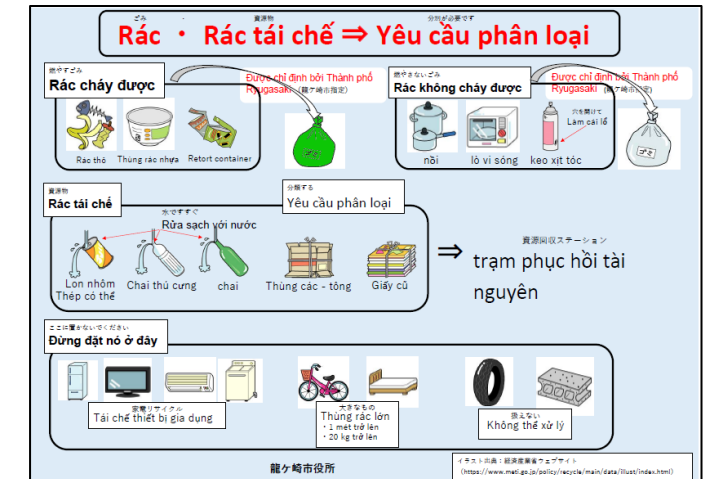 ごみ ・ 資源物 分別が必要です
Rác ・ Rác tái chế ⇒ Yêu cầu phân loại
燃やすごみ
Rác cháy được
Được chỉ định bởi Thành phố
Ryugasaki (龍ケ崎市指定)
Rác thô
Thùng rác nhựa
Retort container
ゴミ
燃やさないごみ
Rác không cháy được
Được chỉ định bởi Thành phố
Ryugasaki (龍ケ崎市指定)
穴を開けて
Làm cái lỗ
nồi
lò vi sóng
keo xịt tóc
ゴミ
資源物
Rác tái chế
分類する
Yêu cầu phân loại
水ですすぐ
Rửa sạch với nước
Lon nhôm
Thép có thể
Chai thú cưng
chai
Thùng các - tông
Giấy cũ
⇒
資源回収ステーション
trạm phục hồi tài
nguyên
ここに置かないでください
Đừng đặt nó ở đây
家電リサイクル
Tái chế thiết bị gia dụng
大きなもの
Thùng rác lớn
・1 mét trở lên
・20 kg trở lên
扱えない
Không thể xử lý
龍ケ崎市役所
イラスト出典：経済産業省ウェブサイト
(https://www.meti.go.jp/policy/recycle/main/data/illust/index.html)